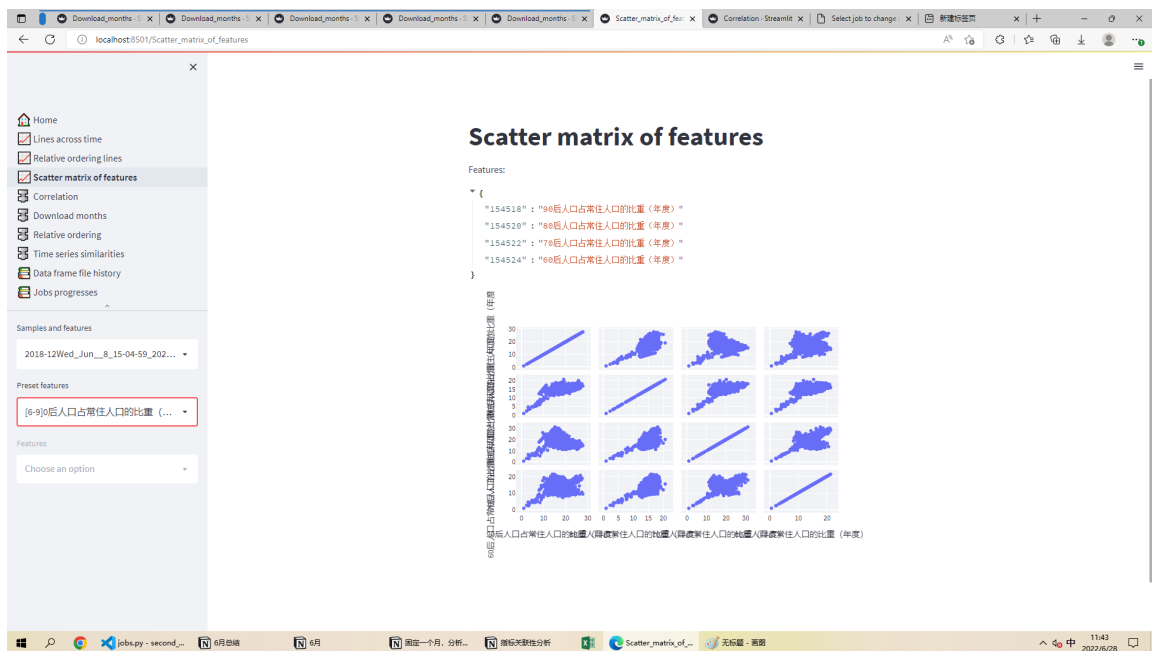 Download_months - S
Download_months - S
Download_months - S
Download_months - S
Download_months - S
Scatter_matrix_of_feat
Correlation - Streamlit
Select job to change
新建标签页
localhost:8501/Scatter_matrix_of_features
Home
Lines across time
Relative ordering lines
Scatter matrix of features
Correlation
Download months
Relative ordering
Time series similarities
Data frame file history
Jobs progresses
Samples and features
2018-12Wed_Jun__8_15-04-59_202...
Preset features
[6-9]0后人口占常住人口的比重（...
Features
Choose an option
Scatter matrix of features
Features:
{
"154518" : "90后人口占常住人口的比重（年度）"
"154520" : "80后人口占常住人口的比重（年度）"
"154522" : "70后人口占常住人口的比重（年度）"
"154524" : "60后人口占常住人口的比重（年度）"
}
30
20
10
0
20
15
10
5
0
30
20
10
0
20
10
0
0 10 20 30 0 5 10 15 20 0 10 20 30 0 10 20
jobs.py - second_...
6月总结
6月
固定一个月，分析...
指标关联性分析
Scatter_matrix_of_...
无标题 - 画图
中
11:43
2022/6/28